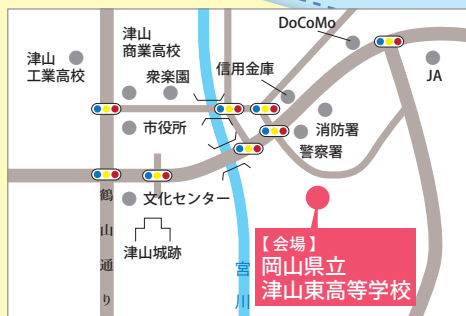 DoCoMo
津山
商業高校
津山
工業高校
衆楽園
信用金庫
JA
市役所
消防署
警察署
文化センター
鶴山通り
津山城跡
宮川
【会場】
岡山県立
津山東高等学校